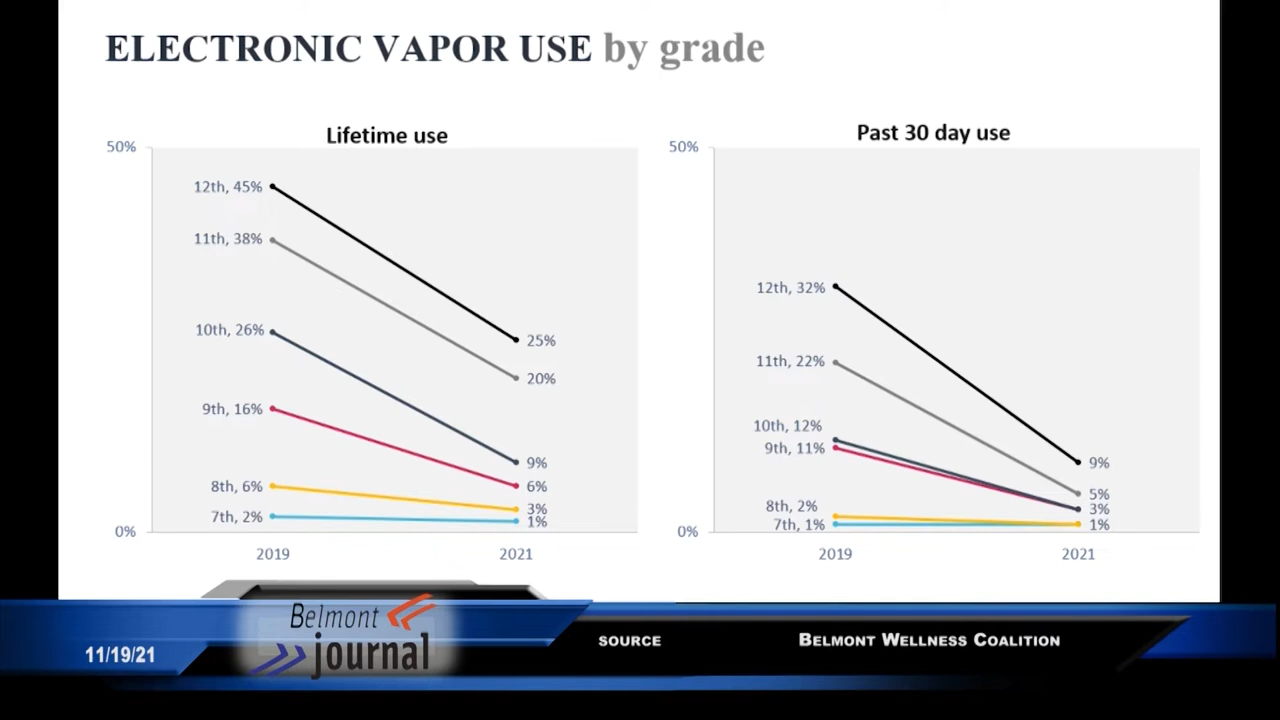 ELECTRONIC VAPOR USE by grade
Lifetime use
50%
12th, 45%
11th, 38%
10th, 26%
9th, 16%
8th, 6%
7th, 2%
0%
25%
20%
9%
6%
3%
1%
2019
2021
Past 30 day use
50%
12th, 32%
11th, 22%
10th, 12%
9th, 11%
8th, 2%
7th, 1%
0%
9%
5%
3%
1%
2019
2021
11/19/21
Belmont
journal
SOURCE
BELMONT WELLNESS COALITION